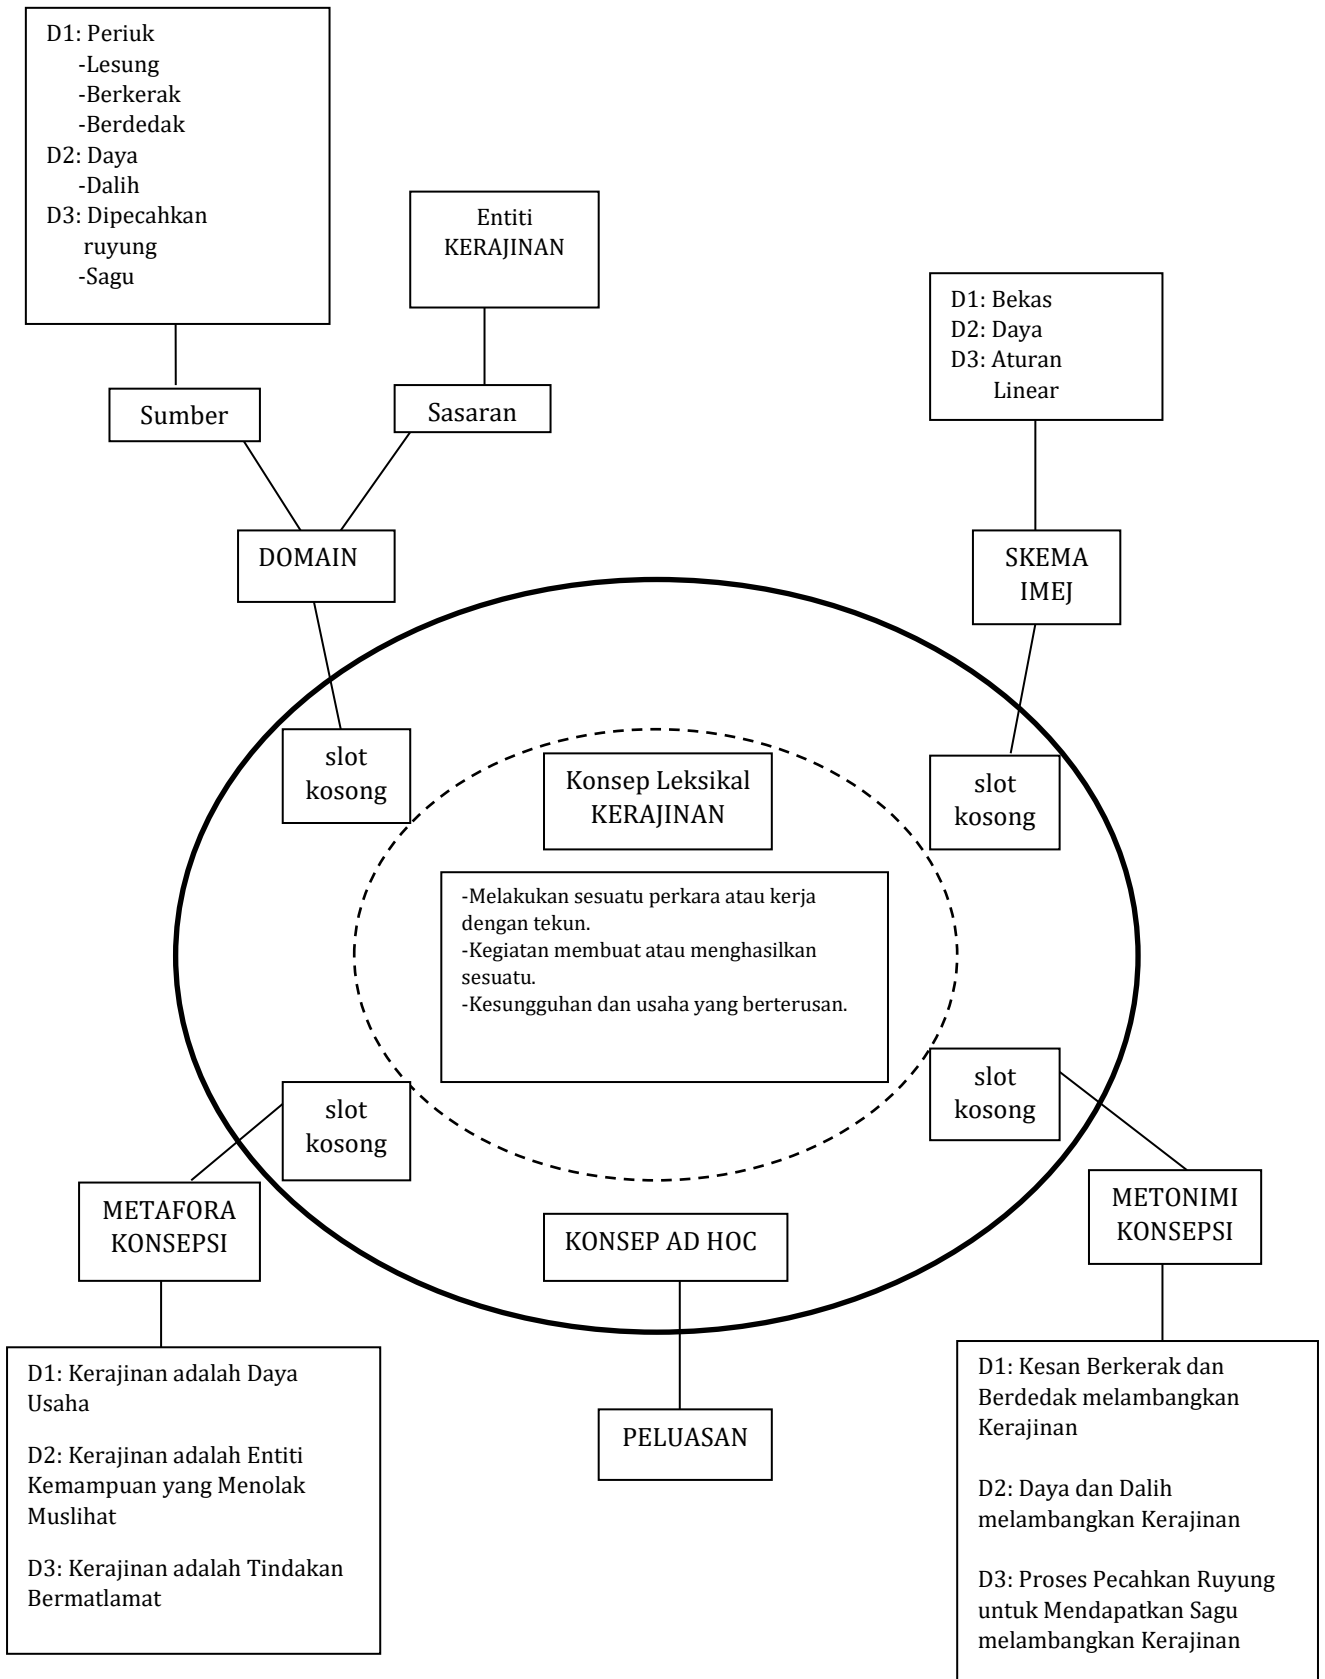 D1: Periuk
-Lesung
-Berkerak
-Berdedak
D2: Daya
-Dalih
D3: Dipecahkan
ruyung
-Sagu
Entiti
KERAJINAN
D1: Bekas
D2: Daya
D3: Aturan
Linear
Sumber
Sasaran
DOMAIN
SKEMA
IMEJ
slot
kosong
Konsep Leksikal
KERAJINAN
slot
kosong
-Melakukan sesuatu perkara atau kerja
dengan tekun.
-Kegiatan membuat atau menghasilkan
sesuatu.
-Kesungguhan dan usaha yang berterusan.
slot
kosong
slot
kosong
METAFORA
KONSEPSI
KONSEP AD HOC
METONIMI
KONSEPSI
D1: Kerajinan adalah Daya
Usaha
D2: Kerajinan adalah Entiti
Kemampuan yang Menolak
Muslihat
D3: Kerajinan adalah Tindakan
Bermatlamat
PELUASAN
D1: Kesan Berkerak dan
Berdedak melambangkan
Kerajinan
D2: Daya dan Dalih
melambangkan Kerajinan
D3: Proses Pecahkan Ruyung
untuk Mendapatkan Sagu
melambangkan Kerajinan